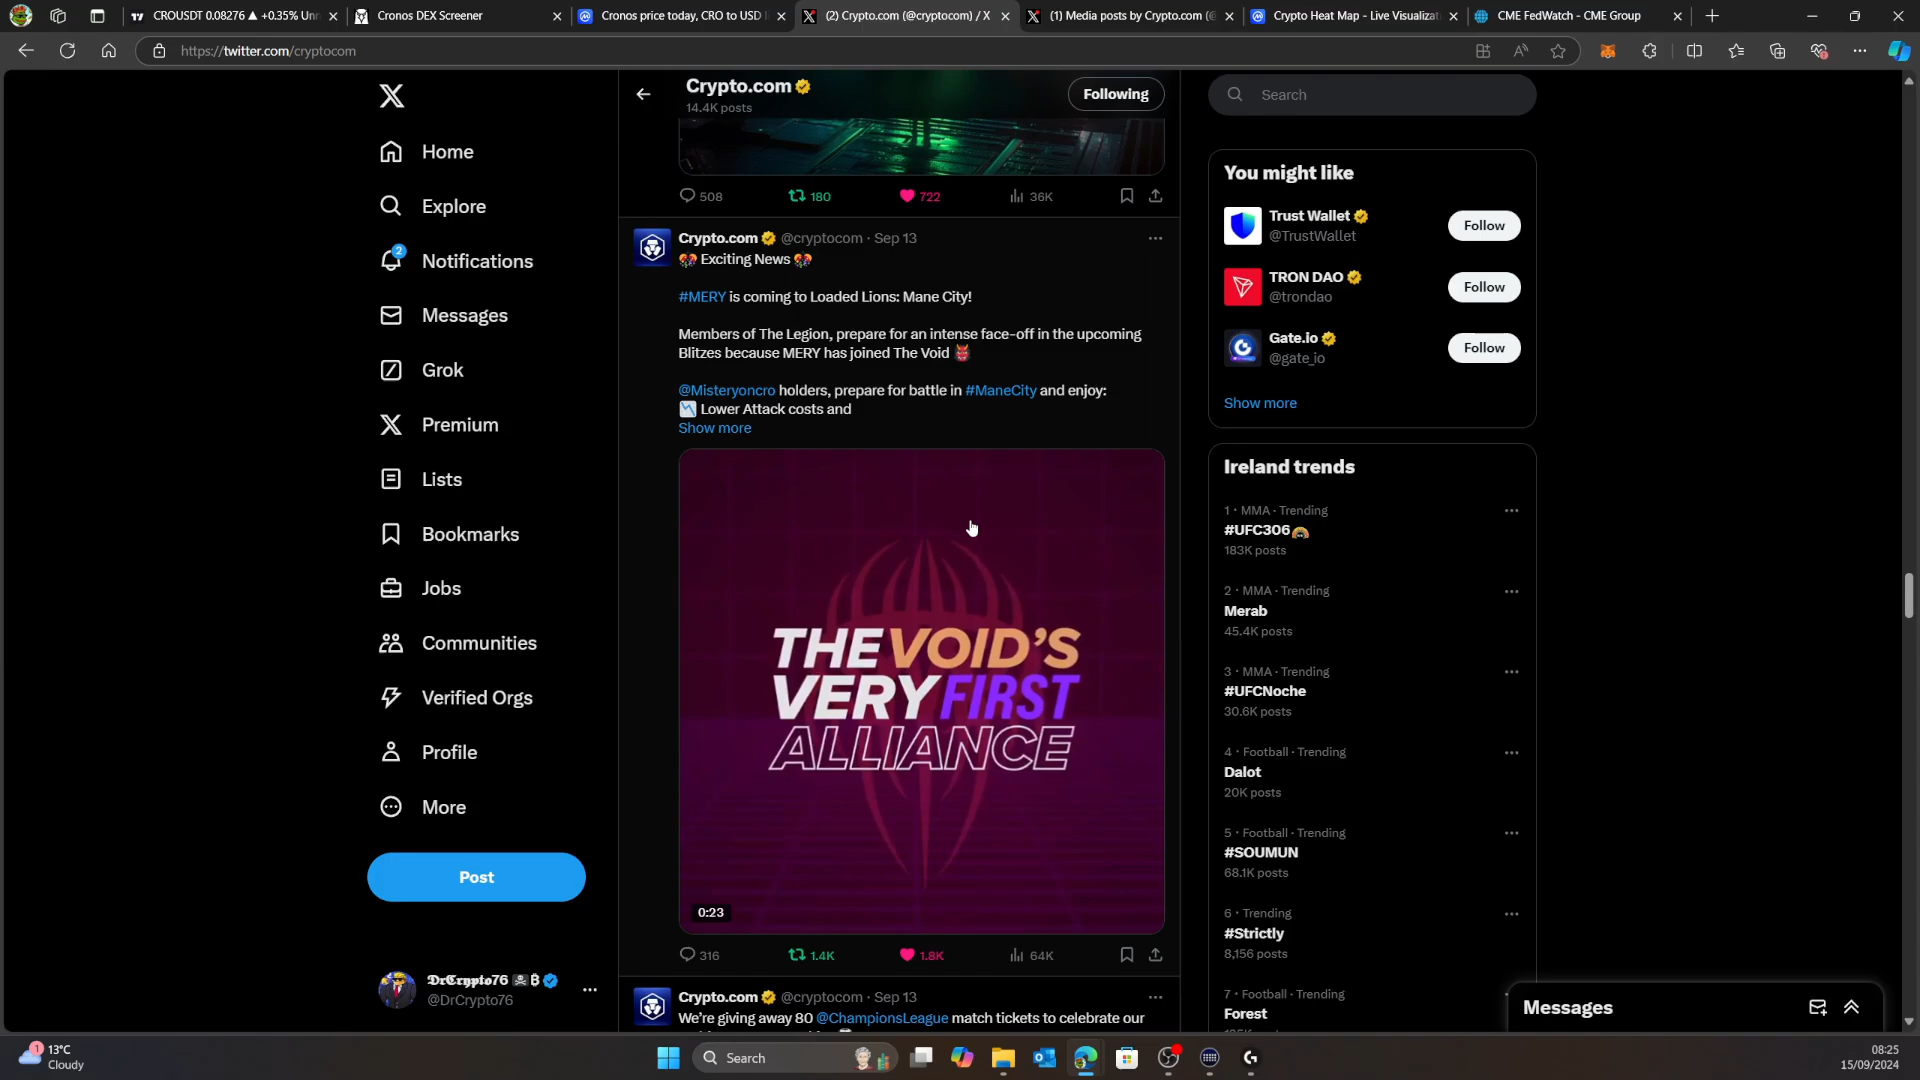 CROUSDT 0.08276 ▲ +0.35% Unn
Cronos DEX Screener
Cronos price today, CRO to USD
(2) Crypto.com (@cryptocom) / X
(1) Media posts by Crypto.com (@
Crypto Heat Map - Live Visualizat
CME FedWatch - CME Group
https://twitter.com/cryptocom
Home
Explore
2
Notifications
Messages
Grok
Premium
Lists
Bookmarks
Jobs
Communities
Verified Orgs
Profile
More
Post
DrCrypto76 ☠️ ₿
@DrCrypto76
Crypto.com
14.4K posts
Following
508
180
722
36K
Crypto.com @cryptocom · Sep 13
Exciting News
#MERY is coming to Loaded Lions: Mane City!
Members of The Legion, prepare for an intense face-off in the upcoming
Blitzes because MERY has joined The Void 👹
@Misteryoncro holders, prepare for battle in #ManeCity and enjoy:
📉 Lower Attack costs and
Show more
THE VOID'S
VERY FIRST
ALLIANCE
0:23
316
1.4K
1.8K
64K
Crypto.com @cryptocom · Sep 13
We're giving away 80 @ChampionsLeague match tickets to celebrate our
Search
You might like
Trust Wallet
@TrustWallet
Follow
TRON DAO
@trondao
Follow
Gate.io
@gate_io
Follow
Show more
Ireland trends
1 · MMA · Trending
#UFC306
183K posts
2 · MMA · Trending
Merab
45.4K posts
3 · MMA · Trending
#UFCNoche
30.6K posts
4 · Football · Trending
Dalot
20K posts
5 · Football · Trending
#SOUMUN
68.1K posts
6 · Trending
#Strictly
8,156 posts
7 · Football · Trending
Forest
Messages
1
13°C
Cloudy
Search
08:25
15/09/2024